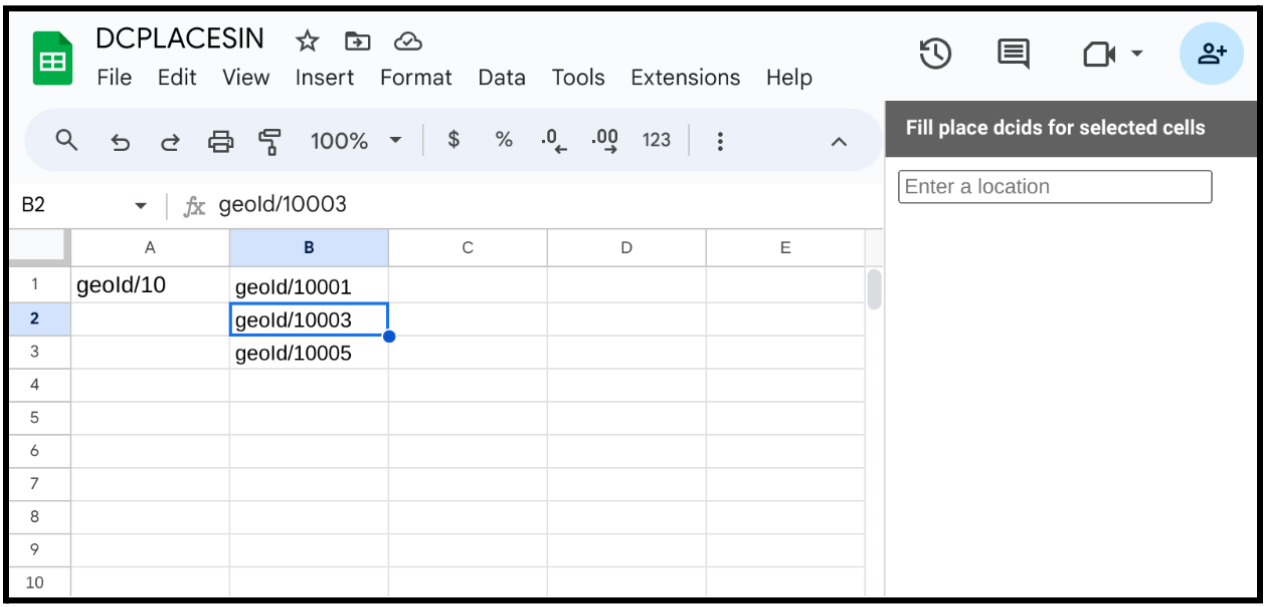 DCPLACESIN
File Edit View Insert Format Data Tools Extensions Help
100% $ % .0 .00 123
Fill place dcids for selected cells
Enter a location
B2 fx geoId/10003
A B C D E
1 geoId/10 geoId/10001
2 geoId/10003
3 geoId/10005
4
5
6
7
8
9
10